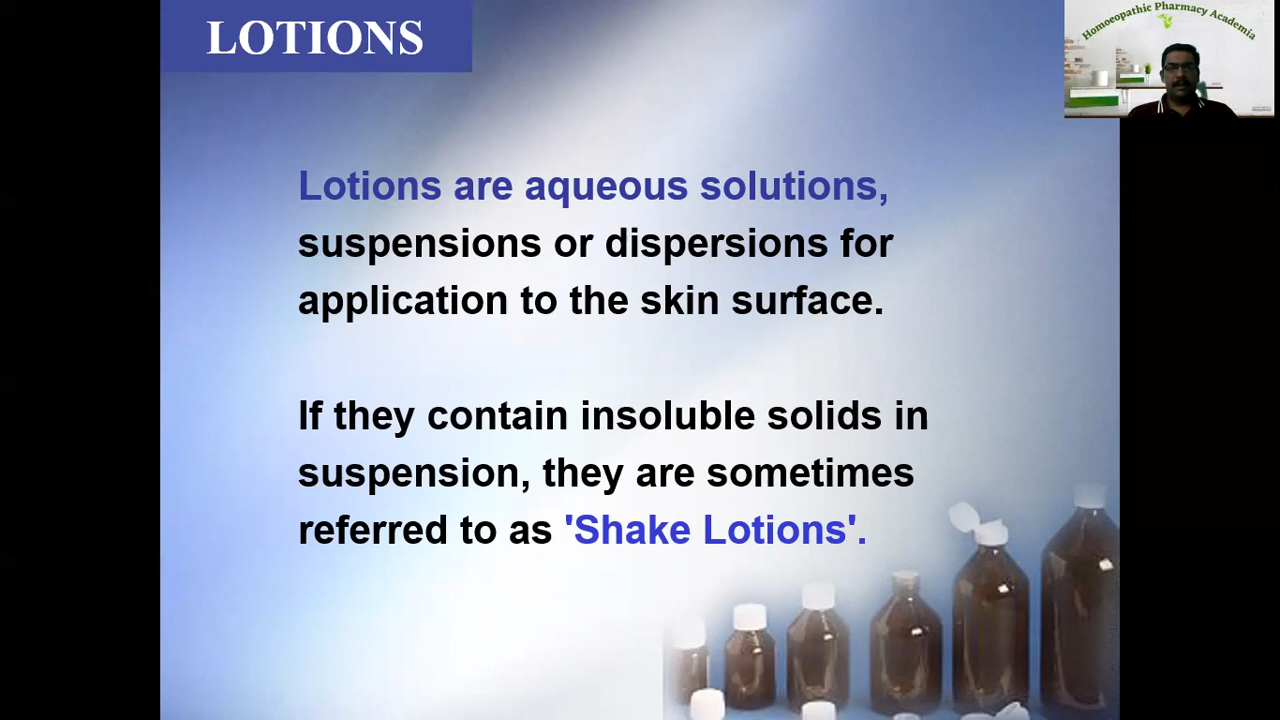 LOTIONS
Homoeopathic Pharmacy Academia
Lotions are aqueous solutions,
suspensions or dispersions for
application to the skin surface.
If they contain insoluble solids in
suspension, they are sometimes
referred to as 'Shake Lotions'.